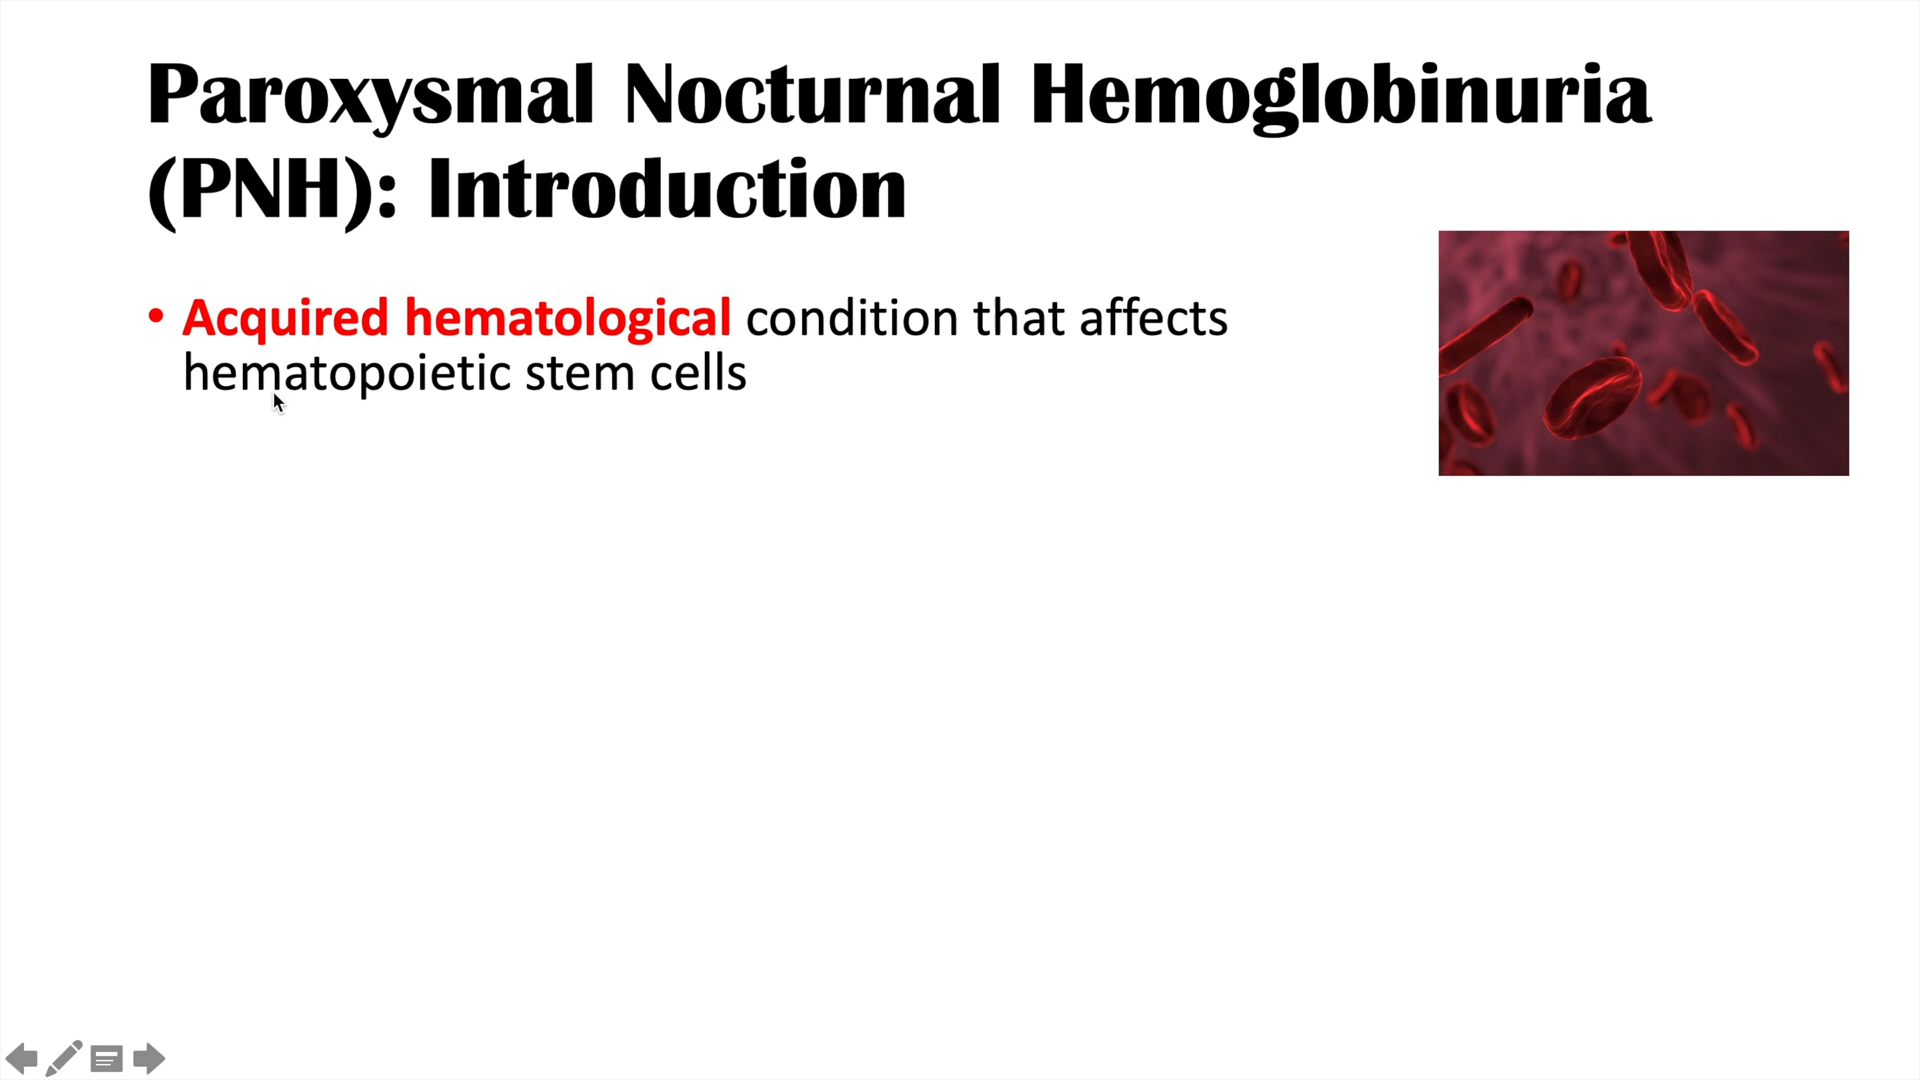 Paroxysmal Nocturnal Hemoglobinuria
(PNH): Introduction
• Acquired hematological condition that affects
hematopoietic stem cells